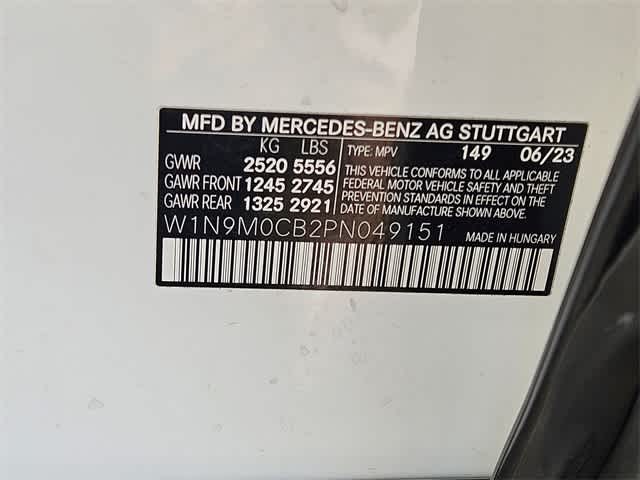 MFD BY MERCEDES-BENZ AG STUTTGART
KG LBS TYPE: MPV 149 06/23
GVWR 2520 5556
GAWR FRONT 1245 2745
GAWR REAR 1325 2921
THIS VEHICLE CONFORMS TO ALL APPLICABLE
FEDERAL MOTOR VEHICLE SAFETY AND THEFT
PREVENTION STANDARDS IN EFFECT ON THE
DATE OF MANUFACTURE SHOWN ABOVE.
W1N9M0CB2PN049151 MADE IN HUNGARY